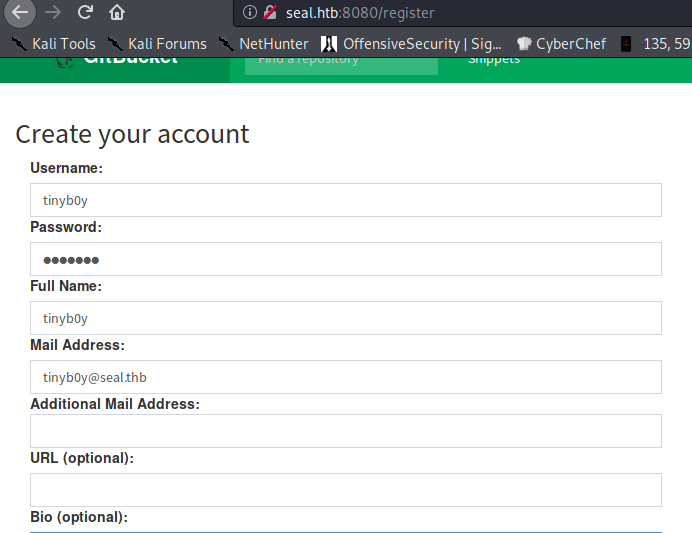 seal.htb:8080/register
Kali Tools Kali Forums NetHunter OffensiveSecurity | Sig... CyberChef 135, 59
GitBucket Find a repository Snippets
Create your account
Username:
tinyb0y
Password:
●●●●●●●
Full Name:
tinyb0y
Mail Address:
tinyb0y@seal.thb
Additional Mail Address:
URL (optional):
Bio (optional):